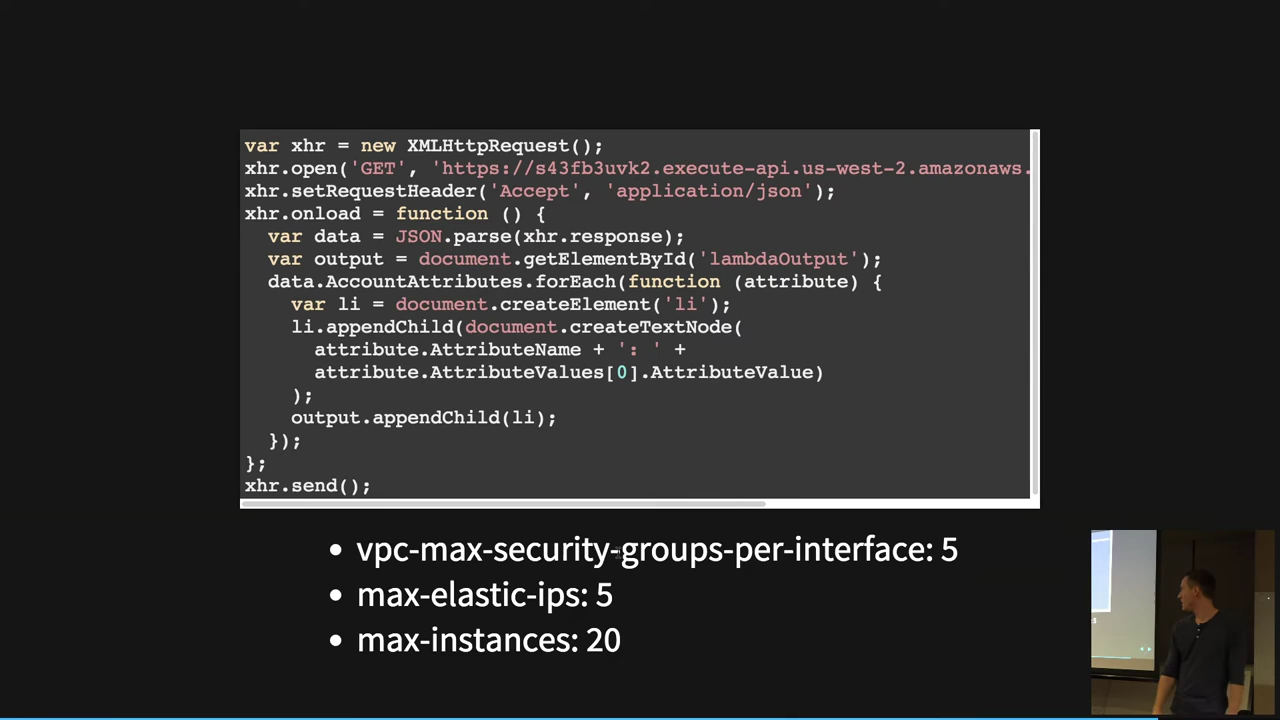 var xhr = new XMLHttpRequest();
xhr.open('GET', 'https://s43fb3uvk2.execute-api.us-west-2.amazonaws.
xhr.setRequestHeader('Accept', 'application/json');
xhr.onload = function () {
  var data = JSON.parse(xhr.response);
  var output = document.getElementById('lambdaOutput');
  data.AccountAttributes.forEach(function (attribute) {
    var li = document.createElement('li');
    li.appendChild(document.createTextNode(
      attribute.AttributeName + ': ' +
      attribute.AttributeValues[0].AttributeValue)
    );
    output.appendChild(li);
  });
};
xhr.send();
• vpc-max-security-groups-per-interface: 5
• max-elastic-ips: 5
• max-instances: 20